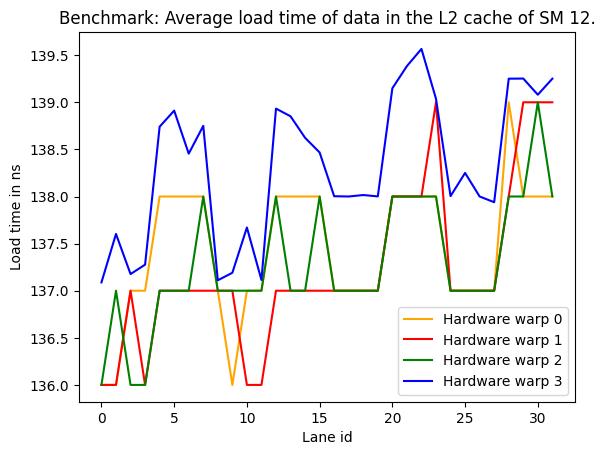 Benchmark: Average load time of data in the L2 cache of SM 12.
139.5
139.0
138.5
138.0
137.5
137.0
136.5
136.0
Load time in ns
Hardware warp 0
Hardware warp 1
Hardware warp 2
Hardware warp 3
0 5 10 15 20 25 30
Lane id